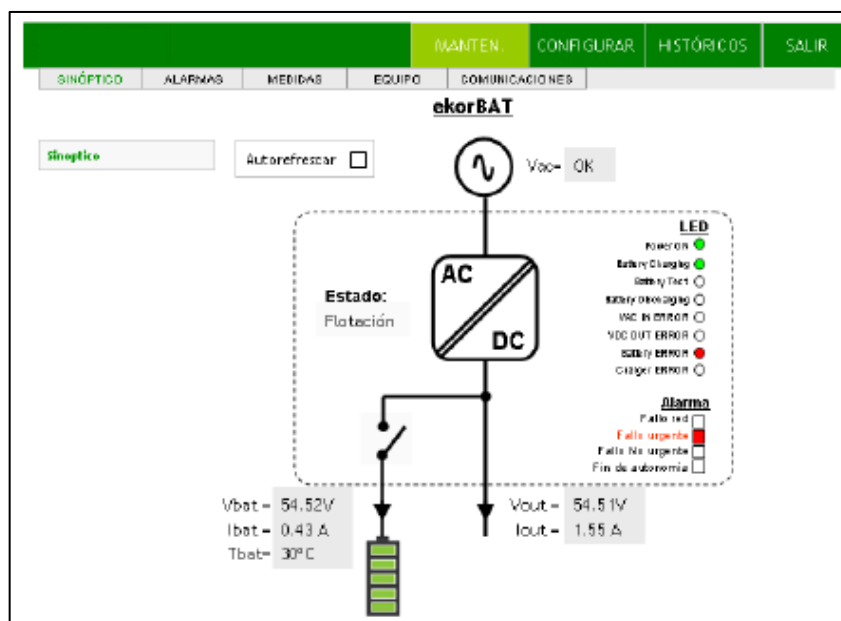 MANTEN. CONFIGURAR HISTÓRICOS SALIR
SINÓPTICO ALARMAS MEDIDAS EQUIPO COMUNICACIONES
ekorBAT
Sinoptico
Autorefrescar
Vac= OK
LED
Power ON
Battery Charging
Battery Test
Battery Discharging
VAC IN ERROR
VDC OUT ERROR
Battery ERROR
Charger ERROR
Estado:
Flotación
AC
DC
Alarma
Fallo red
Fallo urgente
Fallo No urgente
Fin de autonomía
Vbat = 54.52V
Ibat = 0.43 A
Tbat= 30º C
Vout = 54.51V
Iout = 1.55 A